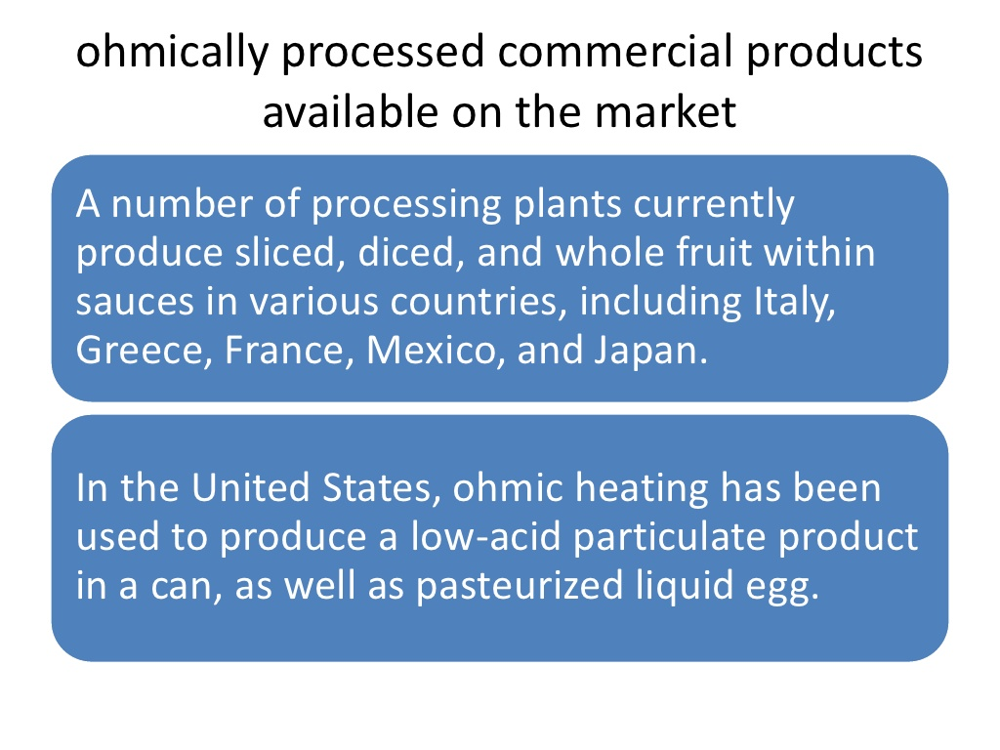 ohmically processed commercial products
available on the market
A number of processing plants currently
produce sliced, diced, and whole fruit within
sauces in various countries, including Italy,
Greece, France, Mexico, and Japan.
In the United States, ohmic heating has been
used to produce a low-acid particulate product
in a can, as well as pasteurized liquid egg.